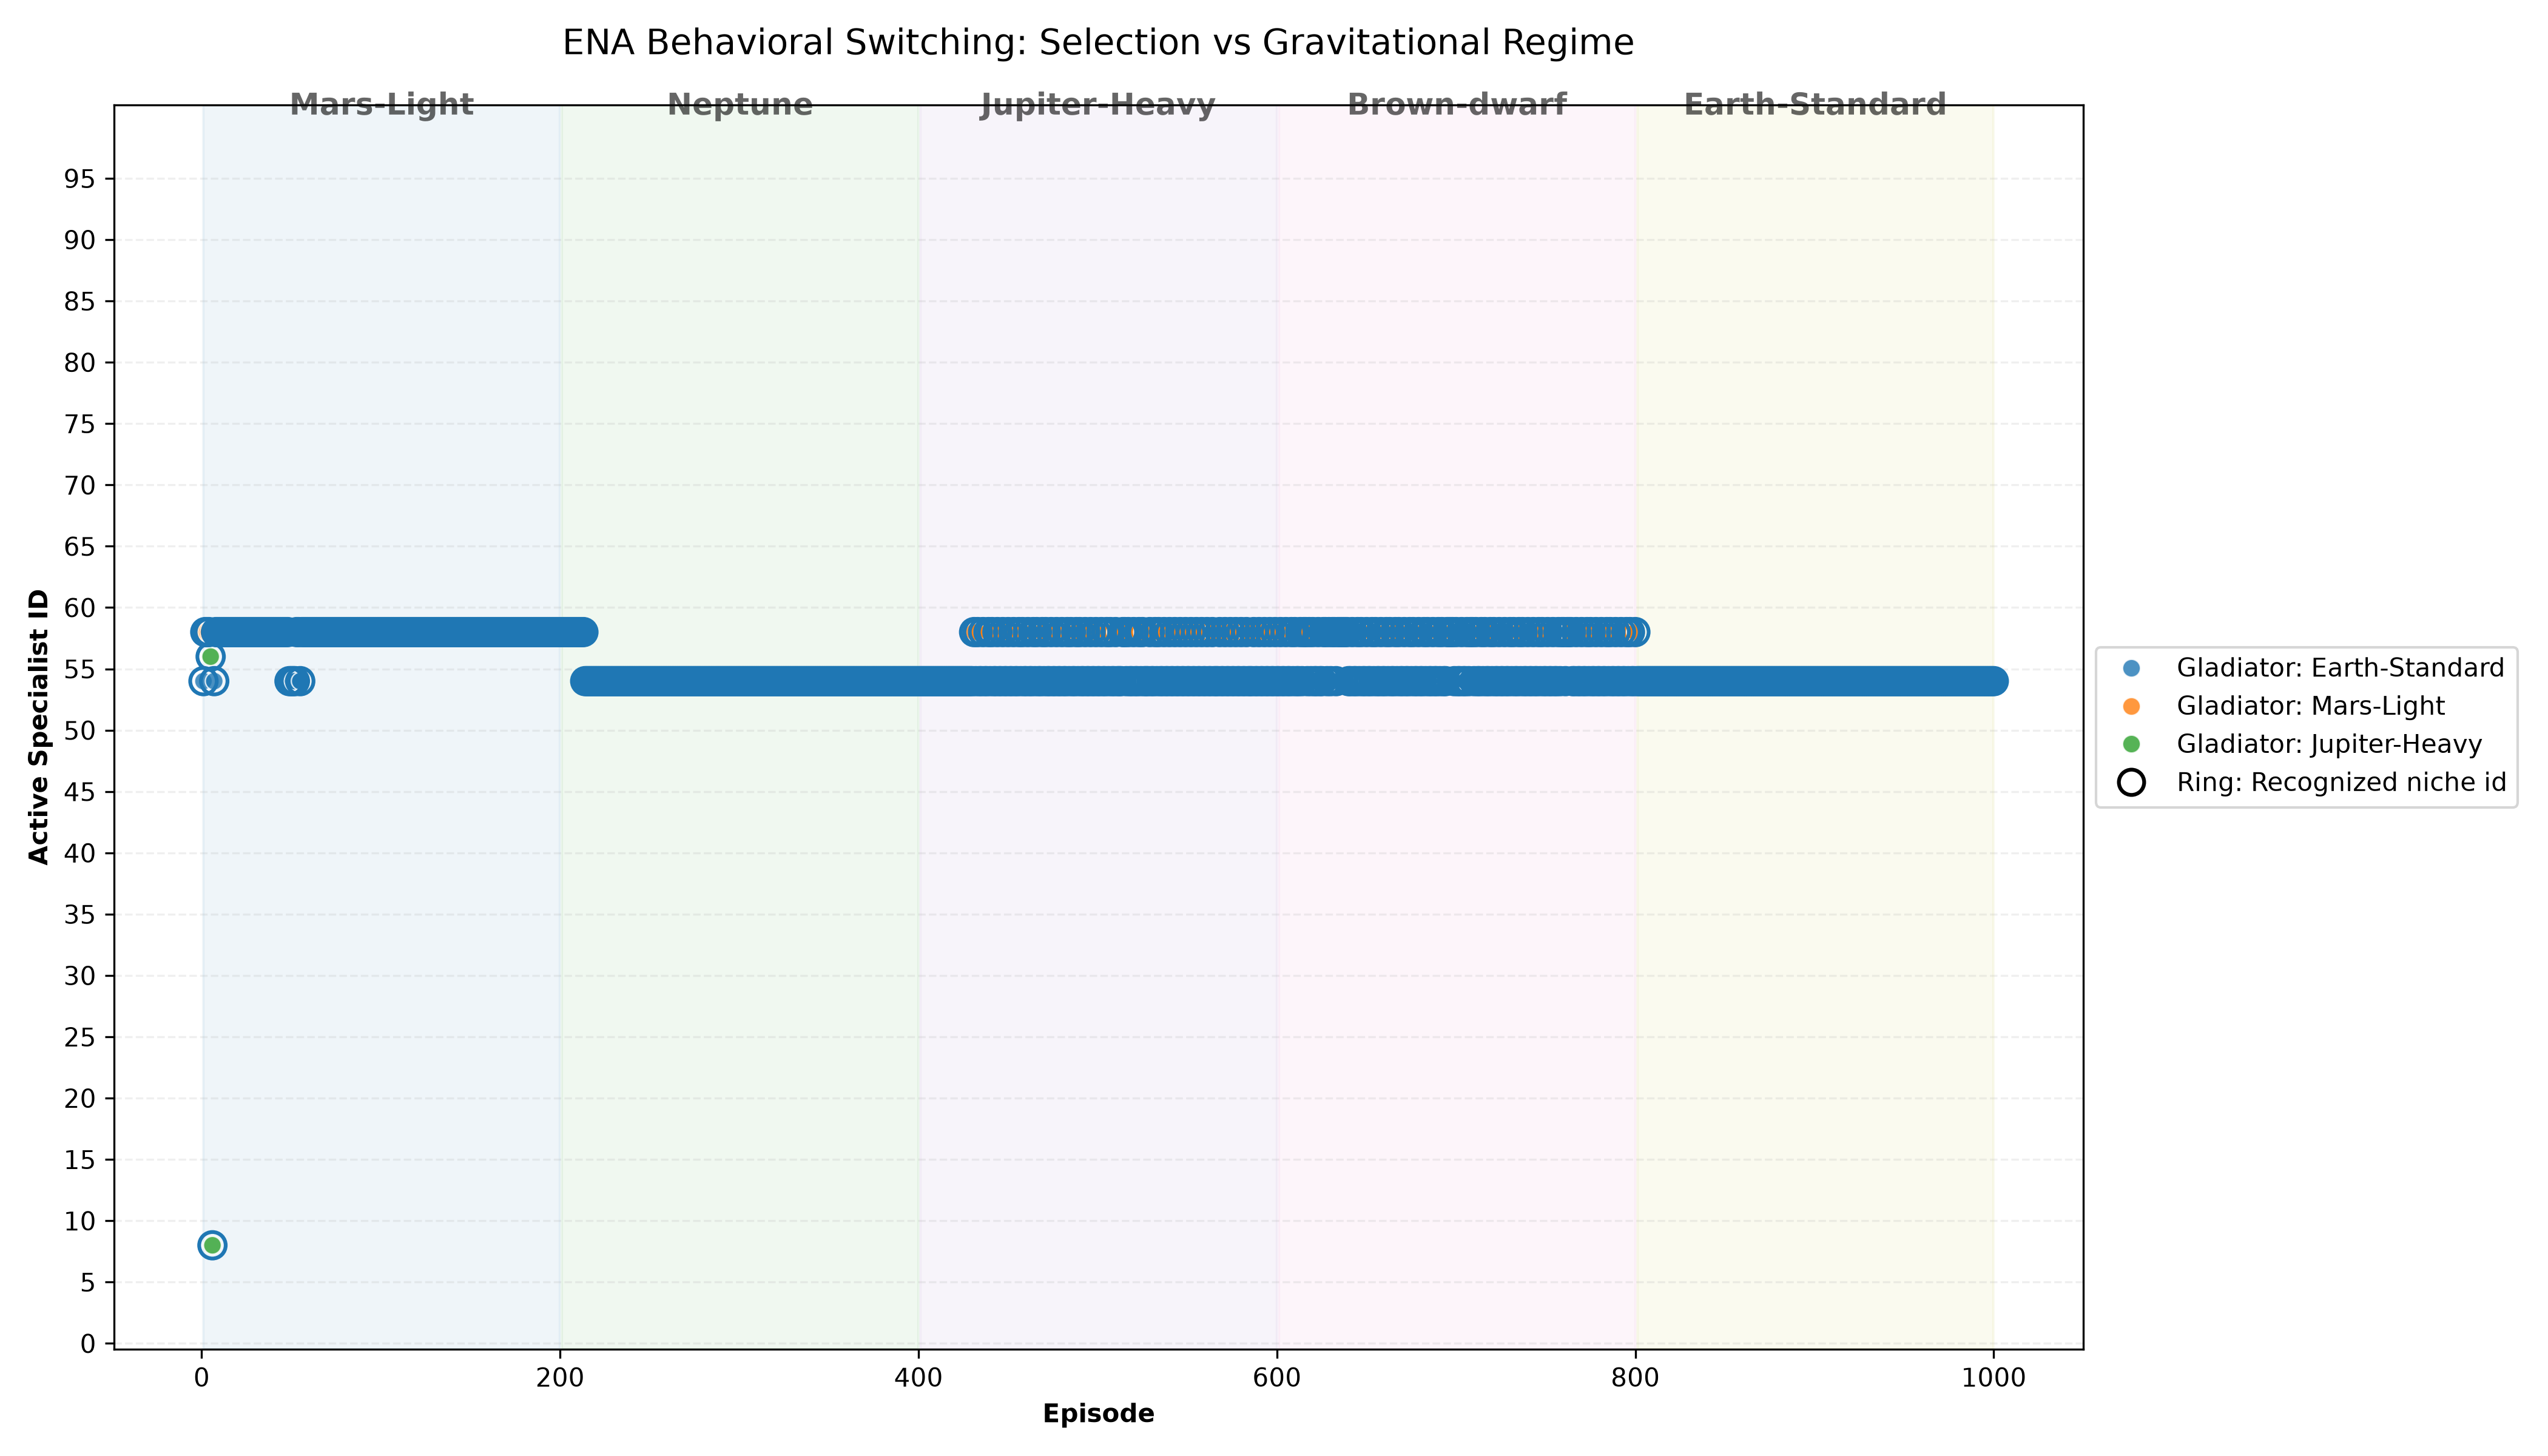 ENA Behavioral Switching: Selection vs Gravitational Regime
Mars-Light Neptune Jupiter-Heavy Brown-dwarf Earth-Standard
95
90
85
80
75
70
65
60
55
50
45
40
35
30
25
20
15
10
5
0
Active Specialist ID
0 200 400 600 800 1000
Episode
Gladiator: Earth-Standard
Gladiator: Mars-Light
Gladiator: Jupiter-Heavy
Ring: Recognized niche id